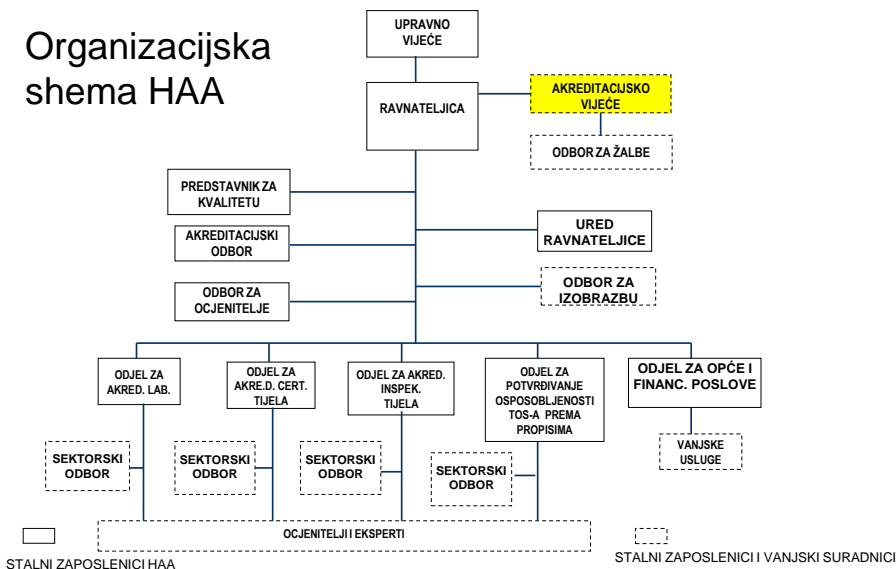 Organizacijska
shema HAA
UPRAVNO
VIJEĆE
RAVNATELJICA
AKREDITACIJSKO
VIJEĆE
ODBOR ZA ŽALBE
PREDSTAVNIK ZA
KVALITETU
AKREDITACIJSKI
ODBOR
URED
RAVNATELJICE
ODBOR ZA
OCJENITELJE
ODBOR ZA
IZOBRAZBU
ODJEL ZA
AKRED. LAB.
ODJEL ZA
AKRE.D. CERT.
TIJELA
ODJEL ZA AKRED.
INSPEK.
TIJELA
ODJEL ZA
POTVRĐIVANJE
OSPOSOBLJENOSTI
TOS-A PREMA
PROPISIMA
ODJEL ZA OPĆE I
FINANC. POSLOVE
SEKTORSKI
ODBOR
SEKTORSKI
ODBOR
SEKTORSKI
ODBOR
SEKTORSKI
ODBOR
VANJSKE
USLUGE
OCJENITELJI I EKSPERTI
STALNI ZAPOSLENICI HAA
STALNI ZAPOSLENICI I VANJSKI SURADNICI